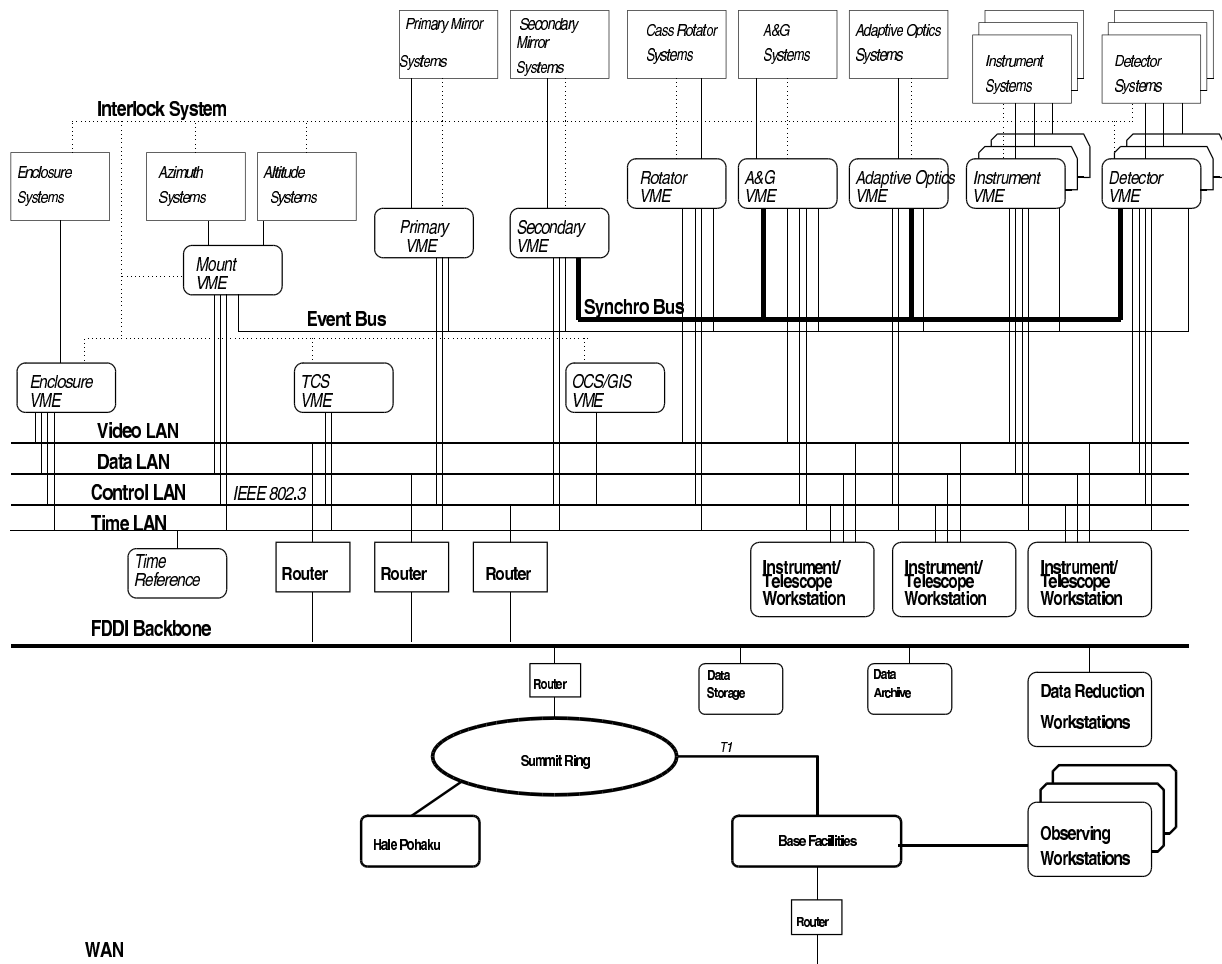 Primary Mirror
Systems
Secondary
Mirror
Systems
Cass Rotator
Systems
A&G
Systems
Adaptive Optics
Systems
Instrument
Systems
Detector
Systems
Interlock System
Enclosure
Systems
Azimuth
Systems
Altitude
Systems
Rotator
VME
A&G
VME
Adaptive Optics
VME
Instrument
VME
Detector
VME
Primary
VME
Secondary
VME
Mount
VME
Synchro Bus
Event Bus
Enclosure
VME
TCS
VME
OCS/GIS
VME
Video LAN
Data LAN
Control LAN
IEEE 802.3
Time LAN
Time
Reference
Router
Router
Router
Instrument/
Telescope
Workstation
Instrument/
Telescope
Workstation
Instrument/
Telescope
Workstation
FDDI Backbone
Router
Data
Storage
Data
Archive
Data Reduction
Workstations
Summit Ring
T1
Hale Pohaku
Base Facillities
Observing
Workstations
Router
WAN